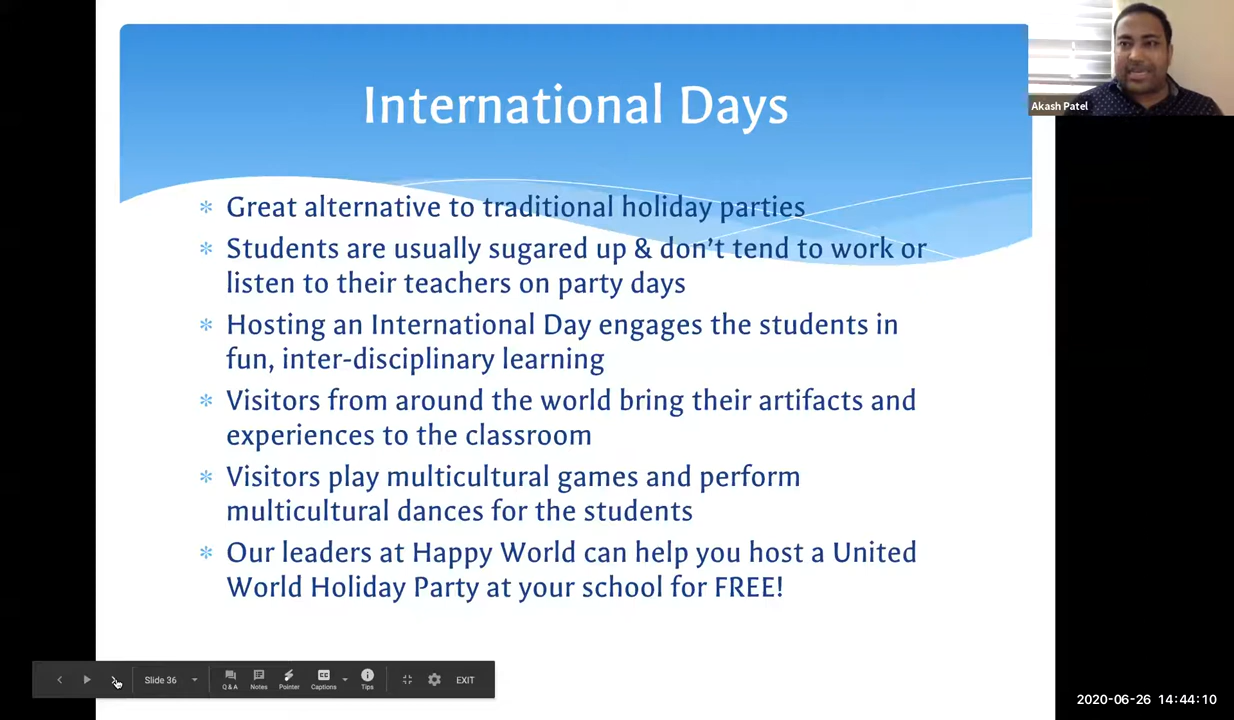 International Days
Akash Patel
* Great alternative to traditional holiday parties
* Students are usually sugared up & don't tend to work or
listen to their teachers on party days
* Hosting an International Day engages the students in
fun, inter-disciplinary learning
* Visitors from around the world bring their artifacts and
experiences to the classroom
* Visitors play multicultural games and perform
multicultural dances for the students
* Our leaders at Happy World can help you host a United
World Holiday Party at your school for FREE!
Slide 36
Q & A
Notes
Pointer
CC
Captions
Tips
EXIT
2020-06-26 14:44:10